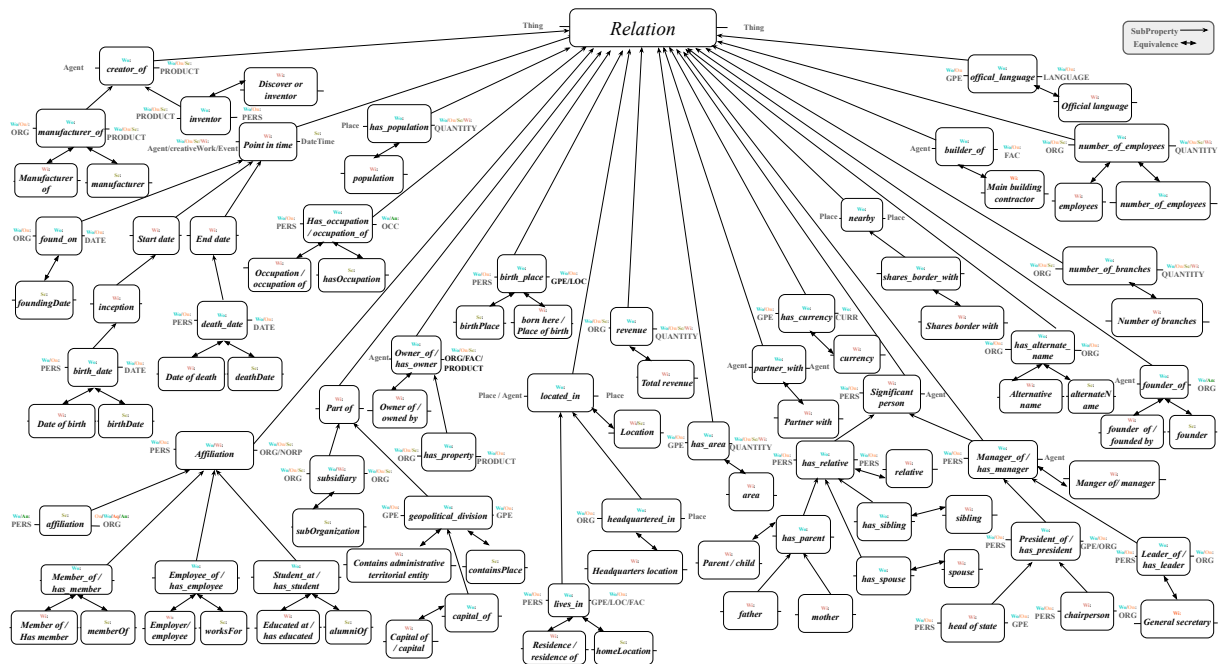 Relation
Thing
Thing
SubProperty
Equivalence
Agent
creator_of
PRODUCT
Discover or
inventor
PRODUCT
inventor
PERS
ORG
manufacturer_of
PRODUCT
Manufacturer
of
manufacturer
Agent/creativeWork/Event
Point in time
DateTime
Place
has_population
QUANTITY
population
GPE
offical_language
LANGUAGE
Official language
Agent
builder_of
FAC
Main building
contractor
ORG
number_of_employees
QUANTITY
employees
number_of_employees
ORG
found_on
DATE
foundingDate
Start date
End date
inception
PERS
Has_occupation
/ occupation_of
OCC
Occupation /
occupation of
hasOccupation
Place
nearby
Place
shares_border_with
Shares border with
ORG
number_of_branches
QUANTITY
Number of branches
PERS
birth_place
GPE/LOC
birthPlace
born here /
Place of birth
PERS
death_date
DATE
Date of death
deathDate
PERS
birth_date
DATE
Date of birth
birthDate
ORG
revenue
QUANTITY
Total revenue
GPE
has_currency
CURR
currency
GPE
Agent
partner_with
Agent
Partner with
ORG
has_alternate_
name
ORG
Alternative
name
alternateN
ame
Agent
founder_of
ORG
founder of /
founded by
founder
Agent
Owner_of /
has_owner
ORG/FAC/
PRODUCT
Owner of /
owned by
ORG
has_property
PRODUCT
Place / Agent
located_in
Location
GPE
has_area
QUANTITY
area
PERS
Significant
person
Agent
Part of
ORG
subsidiary
ORG
subOrganization
GPE
geopolitical_division
GPE
Contains administrative
territorial entity
containsPlace
Capital of
/ capital
capital_of
PERS
Affiliation
ORG/NORP
PERS
affiliation
ORG
Member_of /
has_member
Member of /
Has member
memberOf
Employee_of /
has_employee
Employer/
employee
worksFor
Student_at /
has_student
Educated at /
has educated
alumniOf
ORG
headquartered_in
Place
Headquarters location
PERS
lives_in
GPE/LOC/FAC
Residence /
residence of
homeLocation
PERS
has_relative
PERS
relative
has_sibling
sibling
has_spouse
spouse
has_parent
Parent / child
father
mother
PERS
Manager_of /
has_manager
Agent
Manger of/ manager
PERS
President_of /
has_president
GPE/ORG
PERS
head of state
GPE
PERS
chairperson
ORG
Leader_of /
has_leader
ORG
General secretary